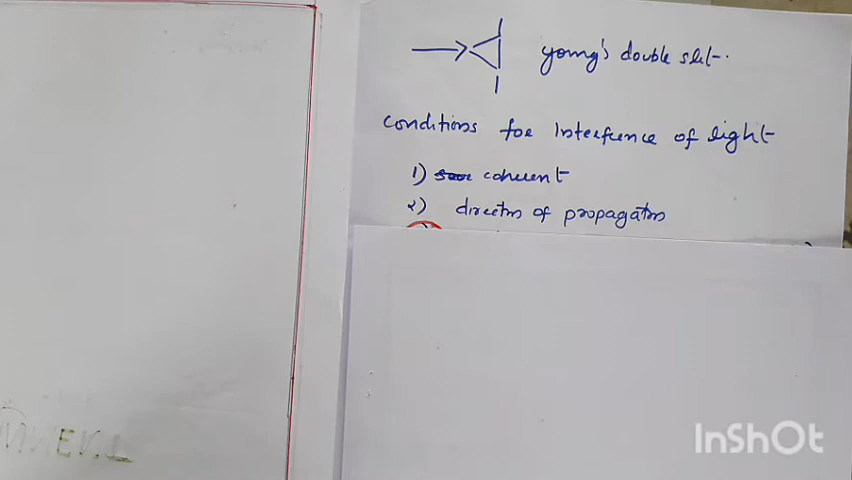 young's double slit.
conditions for Interference of light
1) coherent
2) direction of propagation
InShOt